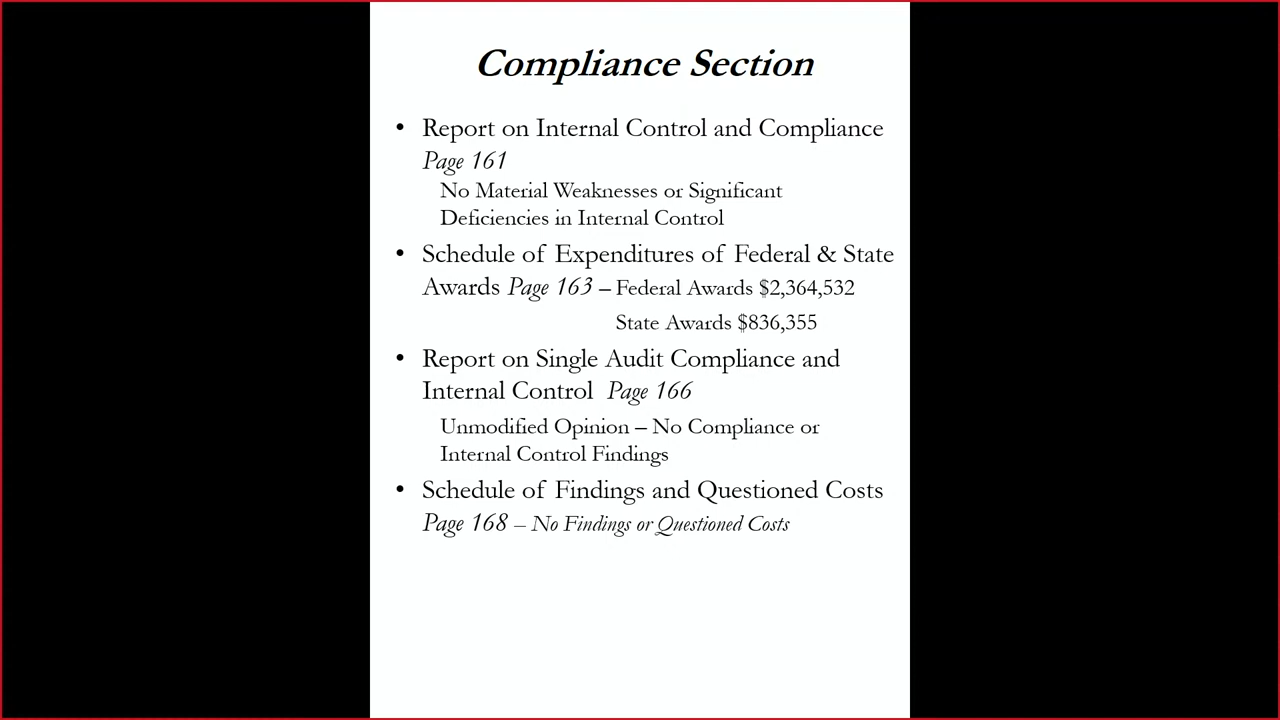 Compliance Section
• Report on Internal Control and Compliance
Page 161
No Material Weaknesses or Significant
Deficiencies in Internal Control
• Schedule of Expenditures of Federal & State
Awards Page 163 – Federal Awards $2,364,532
State Awards $836,355
• Report on Single Audit Compliance and
Internal Control Page 166
Unmodified Opinion – No Compliance or
Internal Control Findings
• Schedule of Findings and Questioned Costs
Page 168 – No Findings or Questioned Costs